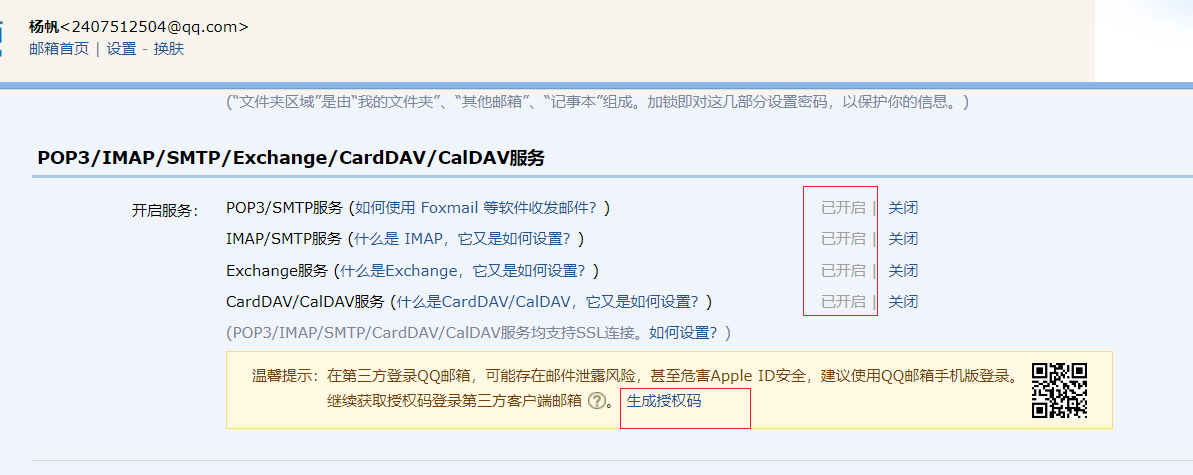 杨帆<2407512504@qq.com>
邮箱首页 | 设置 - 换肤
(“文件夹区域”是由“我的文件夹”、“其他邮箱”、“记事本”组成。加锁即对这几部分设置密码，以保护你的信息。)
POP3/IMAP/SMTP/Exchange/CardDAV/CalDAV服务
开启服务： POP3/SMTP服务 (如何使用 Foxmail 等软件收发邮件？) 已开启 | 关闭
IMAP/SMTP服务 (什么是 IMAP，它又是如何设置？) 已开启 | 关闭
Exchange服务 (什么是Exchange，它又是如何设置？) 已开启 | 关闭
CardDAV/CalDAV服务 (什么是CardDAV/CalDAV，它又是如何设置？) 已开启 | 关闭
(POP3/IMAP/SMTP/CardDAV/CalDAV服务均支持SSL连接。如何设置？)
温馨提示：在第三方登录QQ邮箱，可能存在邮件泄露风险，甚至危害Apple ID安全，建议使用QQ邮箱手机版登录。
继续获取授权码登录第三方客户端邮箱 ?。 生成授权码